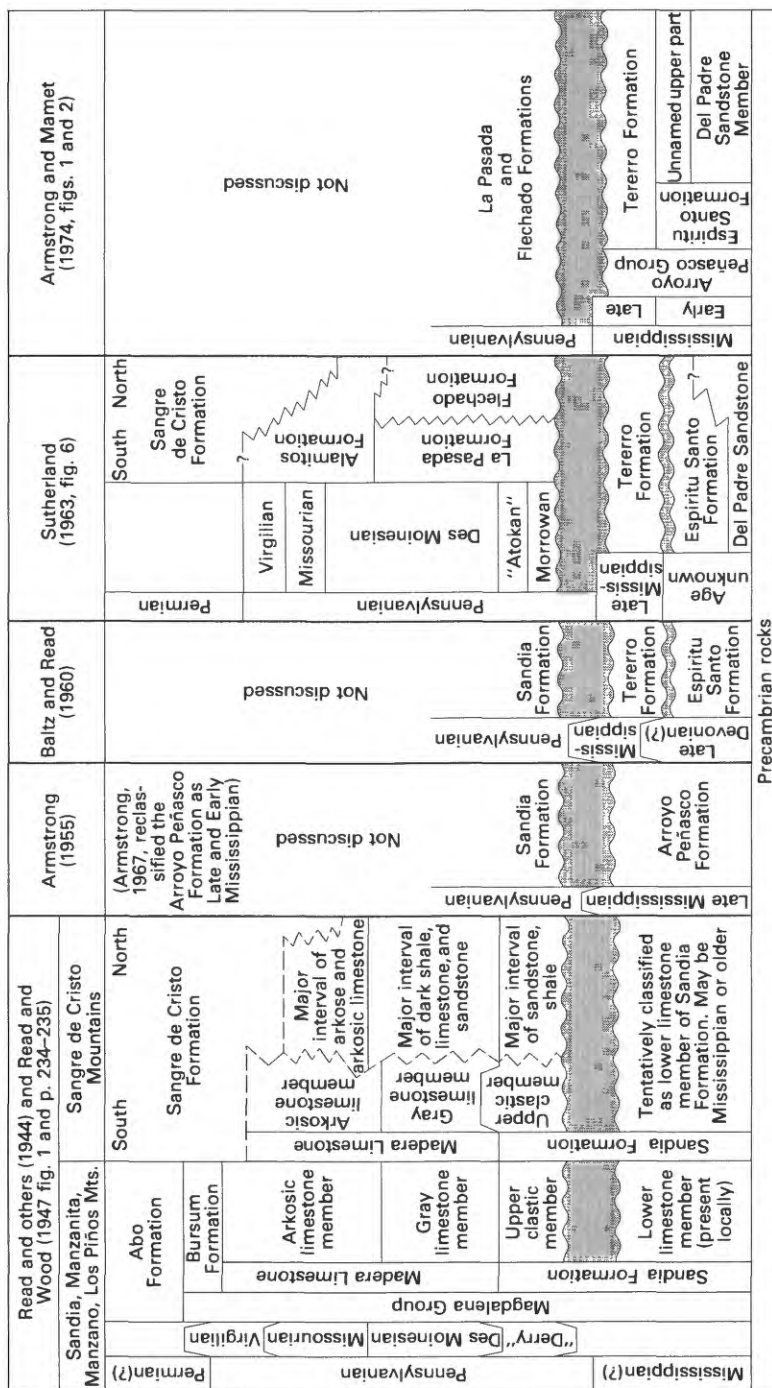 Read and others (1944) and Read and
Wood (1947 fig. 1 and p. 234–235)
Sandia, Manzanita,
Manzano, Los Piños Mts.
Permian(?)
Pennsylvanian
Mississippian(?)
Virgilian
Missourian
Des Moinesian
"Derry"
Magdalena Group
Abo
Formation
Bursum
Formation
Madera Limestone
Arkosic
limestone
member
Gray
limestone
member
Sandia Formation
Upper
clastic
member
Lower
limestone
member
(present
locally)
Sangre de Cristo
Mountains
South
North
Sangre de Cristo
Formation
Madera Limestone
Arkosic
limestone
member
Major
interval of
arkose and
arkosic limestone
Gray
limestone
member
Major interval
of dark shale,
limestone, and
sandstone
Sandia Formation
Upper
clastic
member
Major interval
of sandstone,
shale
Tentatively classified
as lower limestone
member of Sandia
Formation. May be
Mississippian or older
Armstrong
(1955)
(Armstrong,
1967, reclas-
sified the
Arroyo Peñasco
Formation as
Late and Early
Mississippian)
Not discussed
Pennsylvanian
Sandia
Formation
Late Mississippian
Arroyo
Peñasco
Formation
Baltz and Read
(1960)
Not discussed
Pennsylvanian
Sandia
Formation
Missis-
sippian
Tererro
Formation
Late
Devonian(?)
Espiritu
Santo
Formation
Sutherland
(1963, fig. 6)
Permian
Pennsylvanian
Late
Missis-
sippian
Age
unknown
Virgilian
Missourian
Des Moinesian
"Atokan"
Morrowan
South
North
Sangre
de Cristo
Formation
?
Alamitos
Formation
?
La Pasada
Formation
Flechado
Formation
Tererro
Formation
Espiritu Santo
Formation
?
Del Padre Sandstone
Armstrong and Mamet
(1974, figs. 1 and 2)
Not discussed
Pennsylvanian
La Pasada
and
Flechado Formations
Mississippian
Late
Early
Arroyo
Peñasco Group
Tererro Formation
Espiritu
Santo
Formation
Unnamed upper part
Del Padre
Sandstone
Member
Precambrian rocks